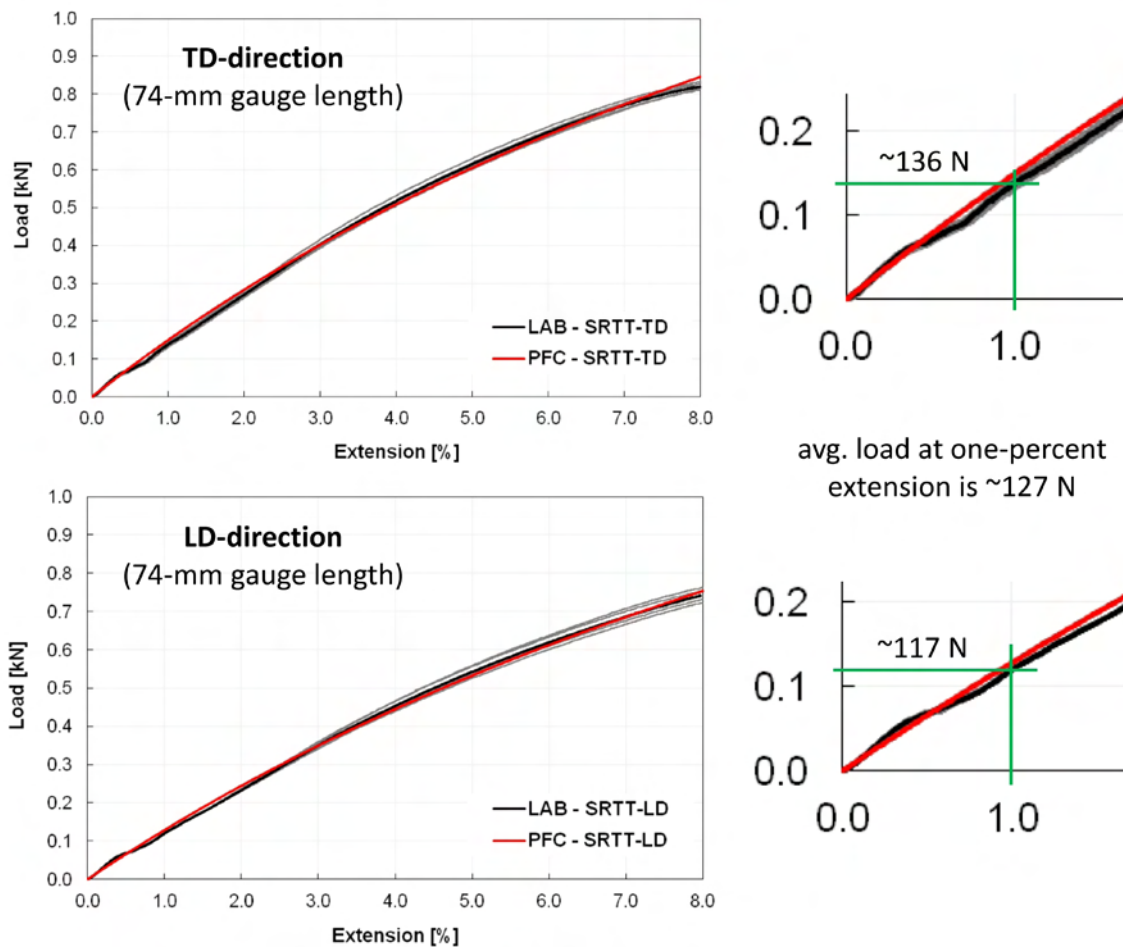 1.0
0.9
0.8
0.7
0.6
0.5
0.4
0.3
0.2
0.1
0.0
Load [kN]
TD-direction
(74-mm gauge length)
LAB - SRTT-TD
PFC - SRTT-TD
0.0 1.0 2.0 3.0 4.0 5.0 6.0 7.0 8.0
Extension [%]
0.2
0.1
0.0
~136 N
0.0 1.0
avg. load at one-percent
extension is ~127 N
1.0
0.9
0.8
0.7
0.6
0.5
0.4
0.3
0.2
0.1
0.0
Load [kN]
LD-direction
(74-mm gauge length)
LAB - SRTT-LD
PFC - SRTT-LD
0.0 1.0 2.0 3.0 4.0 5.0 6.0 7.0 8.0
Extension [%]
0.2
0.1
0.0
~117 N
0.0 1.0